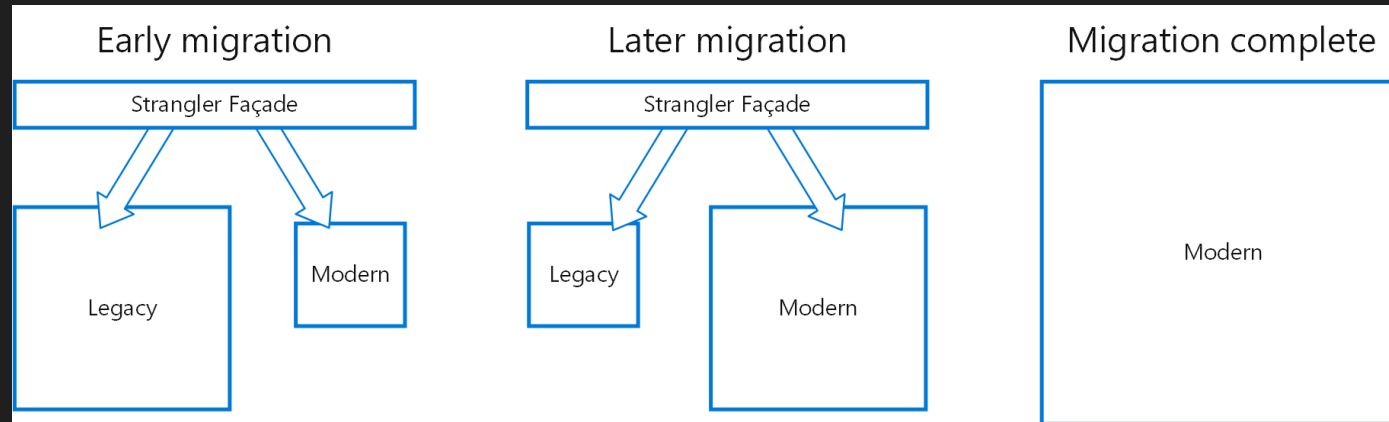 Early migration
Later migration
Migration complete
Strangler Façade
Strangler Façade
Legacy
Modern
Legacy
Modern
Modern